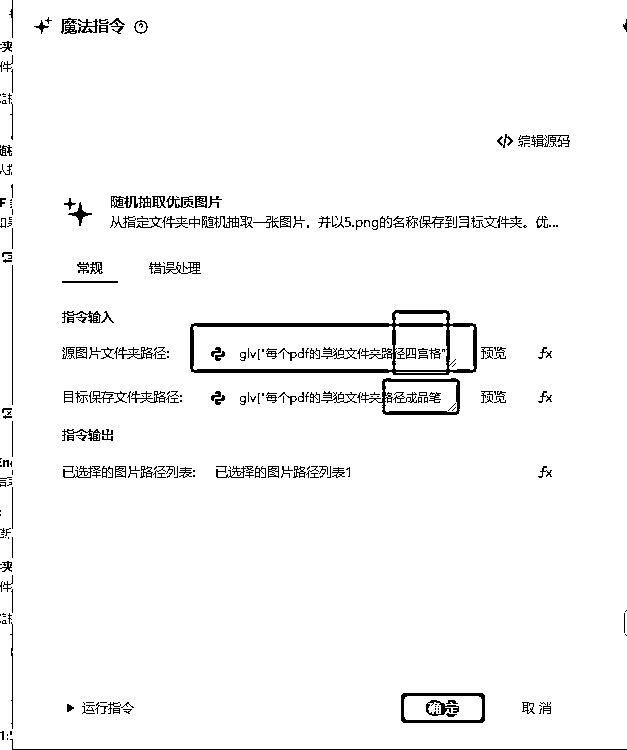 魔法指令
编辑源码
随机抽取优质图片
从指定文件夹中随机抽取一张图片，并以5.png的名称保存到目标文件夹。优...
常规 错误处理
指令输入
源图片文件夹路径: glv["每个pdf的单独文件夹路径四宫格"] 预览 fx
目标保存文件夹路径: glv["每个pdf的单独文件夹路径成品笔 预览 fx
指令输出
已选择的图片路径列表: 已选择的图片路径列表1 fx
运行指令 确定 取消